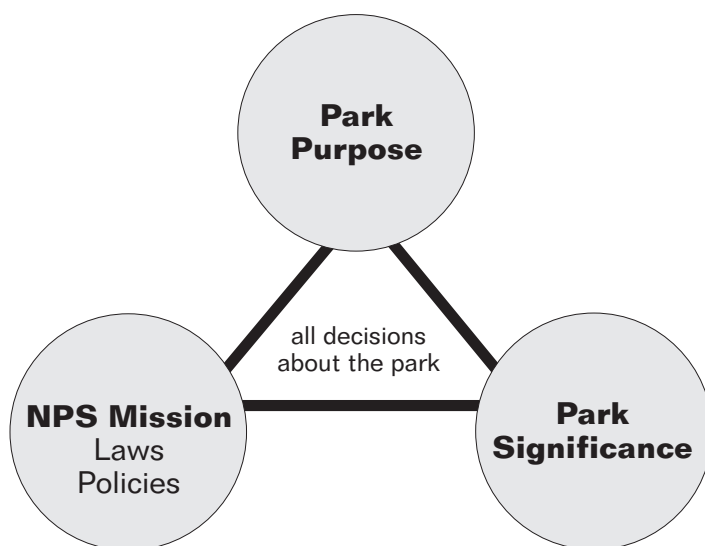 Park
Purpose
all decisions
about the park
NPS Mission
Laws
Policies
Park
Significance